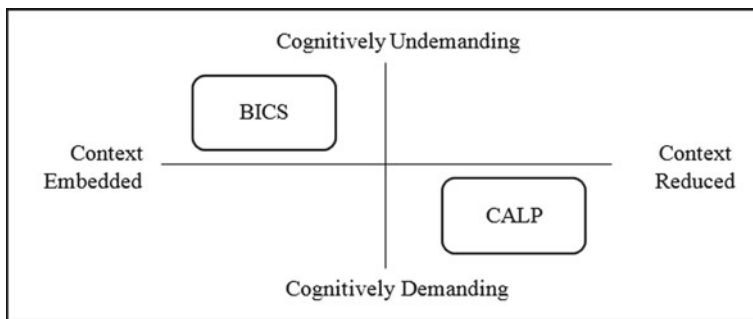 Cognitively Undemanding
BICS
Context
Embedded
Context
Reduced
CALP
Cognitively Demanding